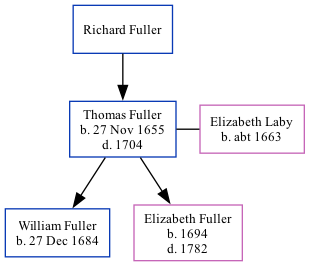 Richard Fuller
Thomas Fuller
b. 27 Nov 1655
d. 1704
Elizabeth Laby
b. abt 1663
William Fuller
b. 27 Dec 1684
Elizabeth Fuller
b. 1694
d. 1782